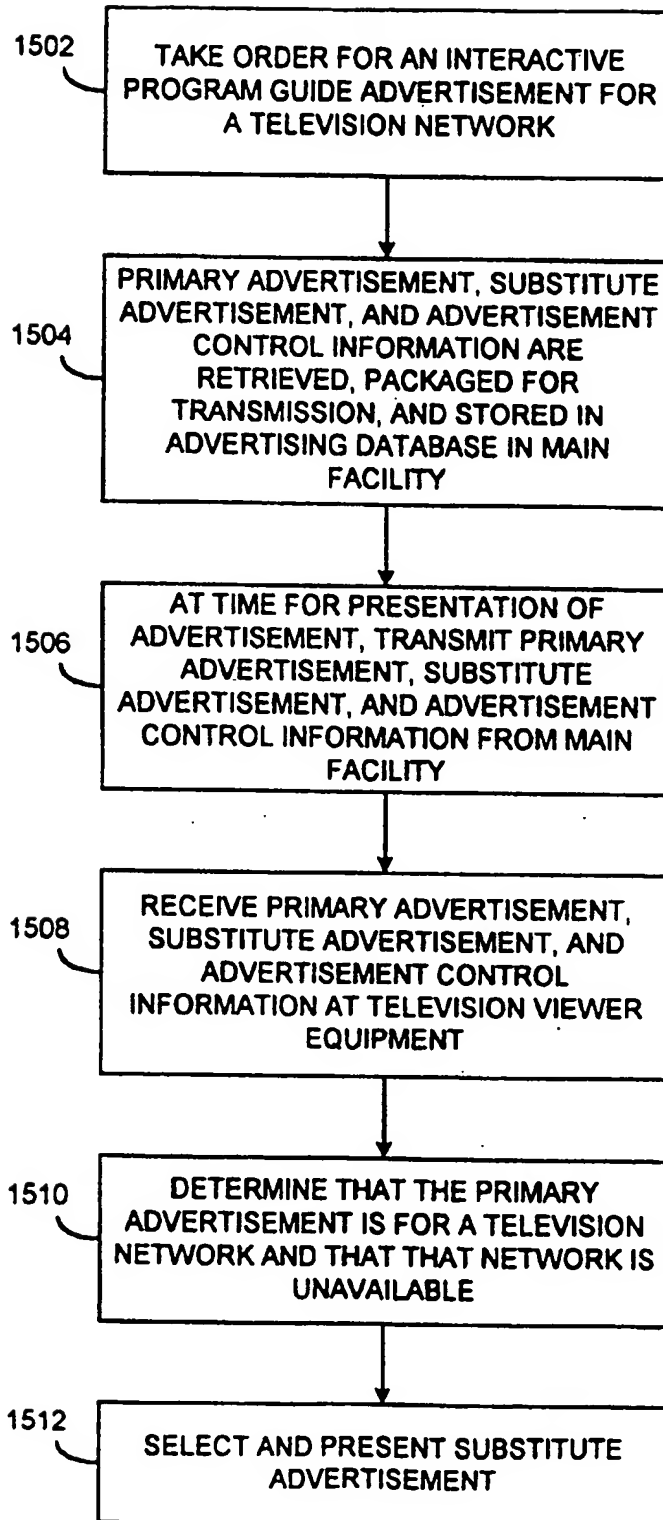 1502
TAKE ORDER FOR AN INTERACTIVE
PROGRAM GUIDE ADVERTISEMENT FOR
A TELEVISION NETWORK
1504
PRIMARY ADVERTISEMENT, SUBSTITUTE
ADVERTISEMENT, AND ADVERTISEMENT
CONTROL INFORMATION ARE
RETRIEVED, PACKAGED FOR
TRANSMISSION, AND STORED IN
ADVERTISING DATABASE IN MAIN
FACILITY
1506
AT TIME FOR PRESENTATION OF
ADVERTISEMENT, TRANSMIT PRIMARY
ADVERTISEMENT, SUBSTITUTE
ADVERTISEMENT, AND ADVERTISEMENT
CONTROL INFORMATION FROM MAIN
FACILITY
1508
RECEIVE PRIMARY ADVERTISEMENT,
SUBSTITUTE ADVERTISEMENT, AND
ADVERTISEMENT CONTROL
INFORMATION AT TELEVISION VIEWER
EQUIPMENT
1510
DETERMINE THAT THE PRIMARY
ADVERTISEMENT IS FOR A TELEVISION
NETWORK AND THAT THAT NETWORK IS
UNAVAILABLE
1512
SELECT AND PRESENT SUBSTITUTE
ADVERTISEMENT